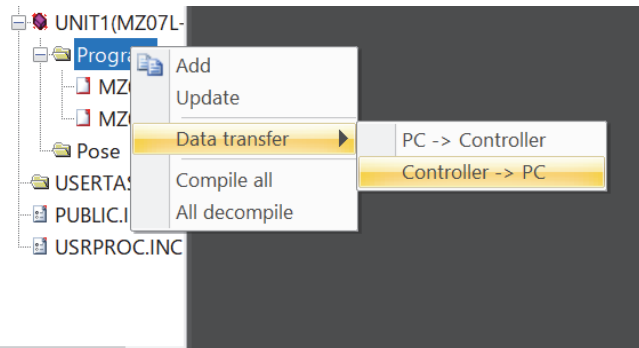 UNIT1(MZ07L-
Progra
Add
MZ
Update
MZ
Data transfer
PC -> Controller
Pose
Controller -> PC
USERTAS
Compile all
PUBLIC.I
All decompile
USRPROC.INC